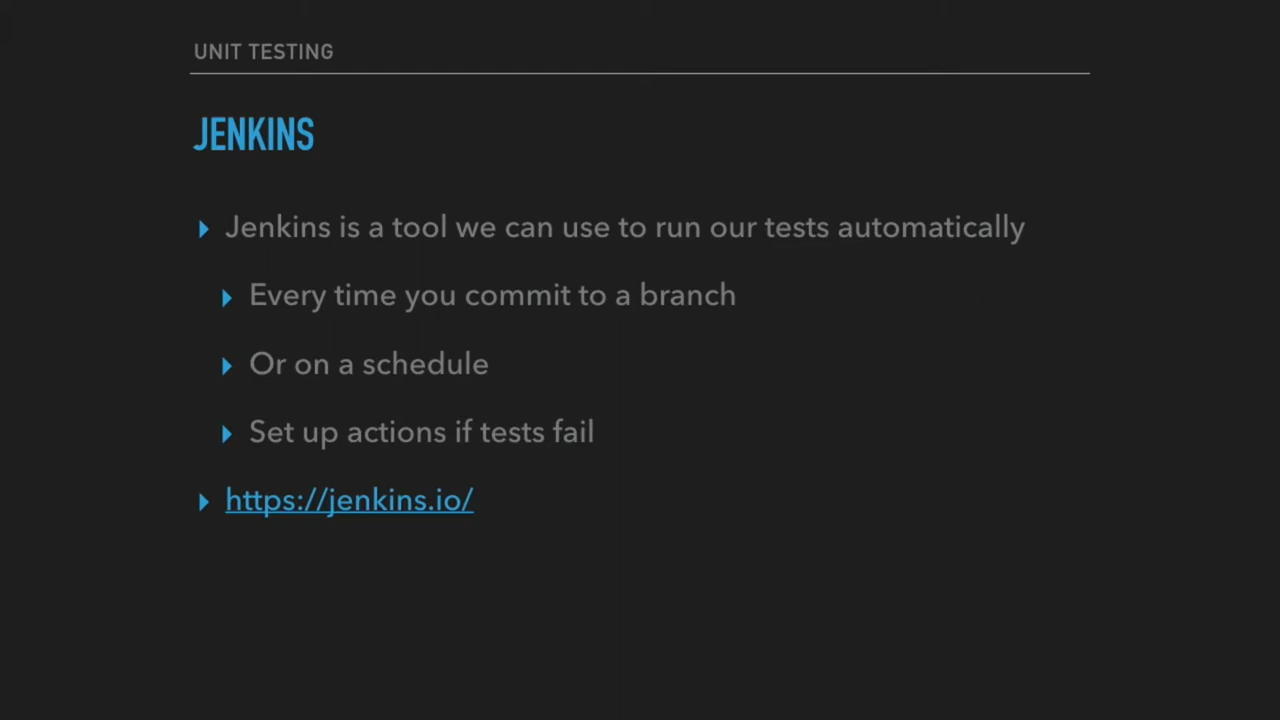 UNIT TESTING
JENKINS
Jenkins is a tool we can use to run our tests automatically
Every time you commit to a branch
Or on a schedule
Set up actions if tests fail
https://jenkins.io/